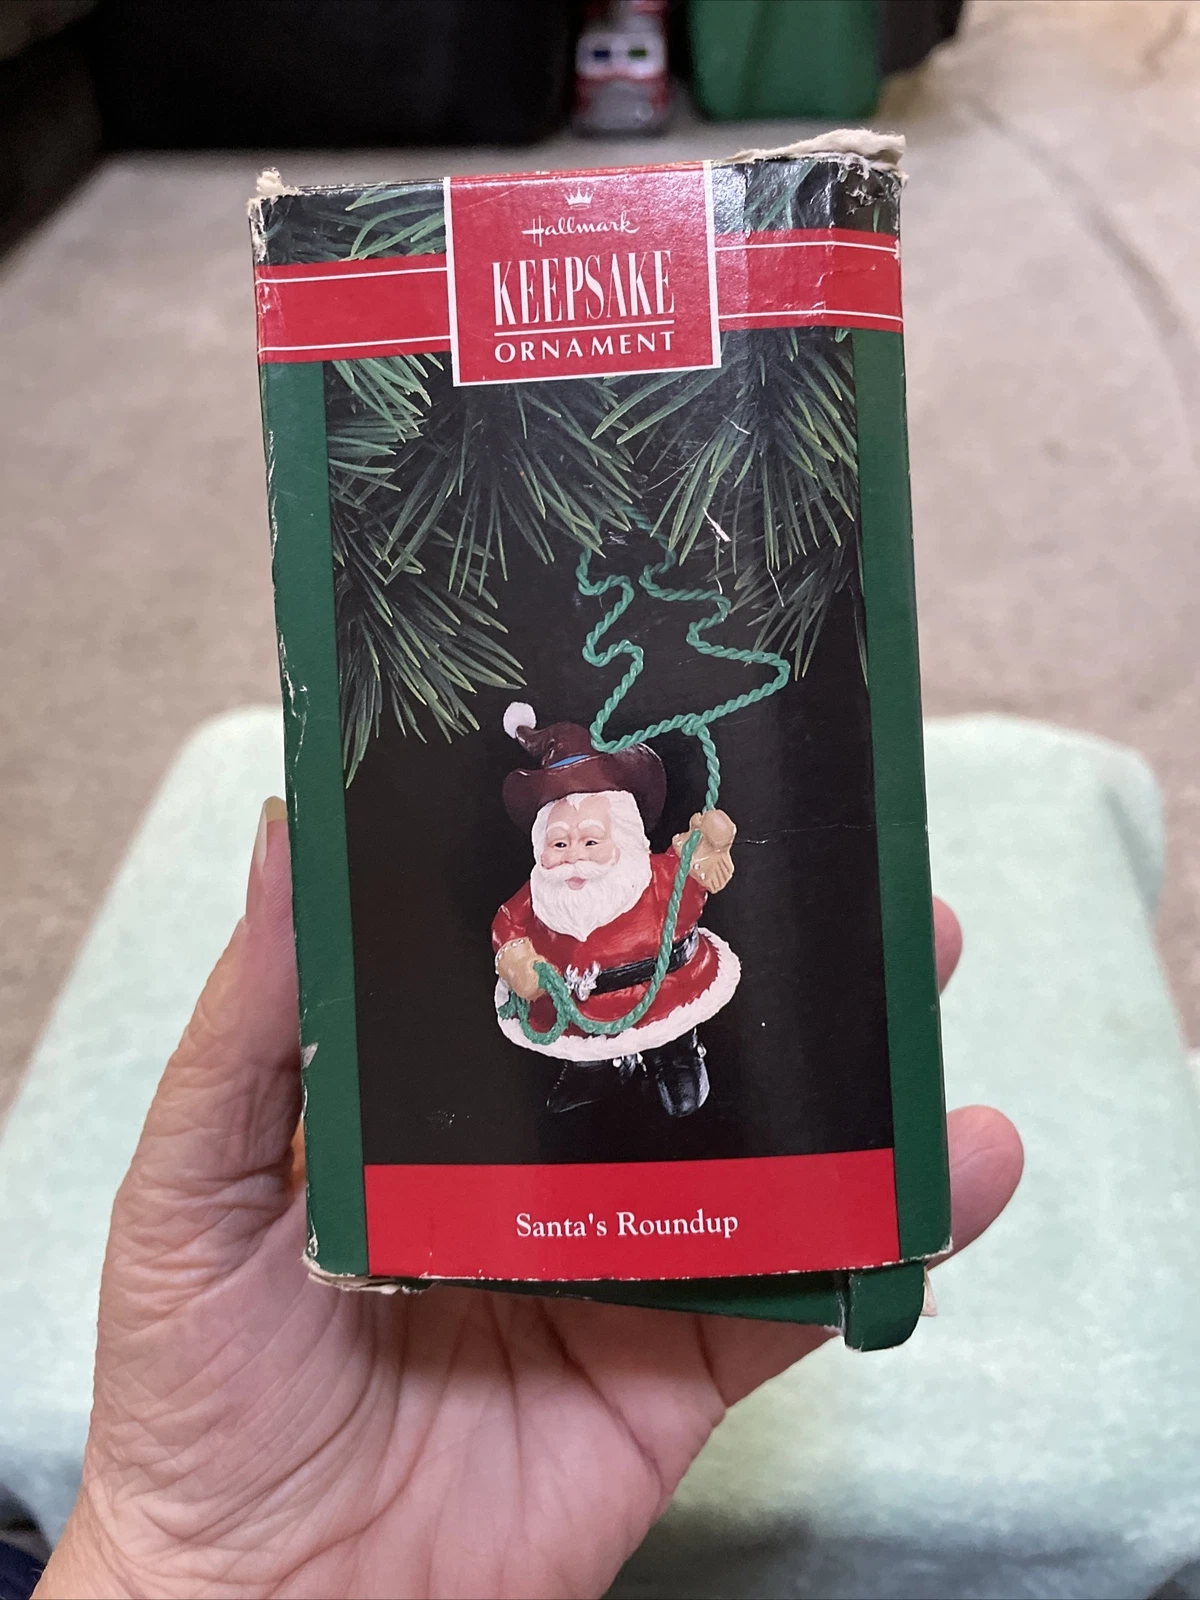 Hallmark
KEEPSAKE
ORNAMENT
Santa's Roundup